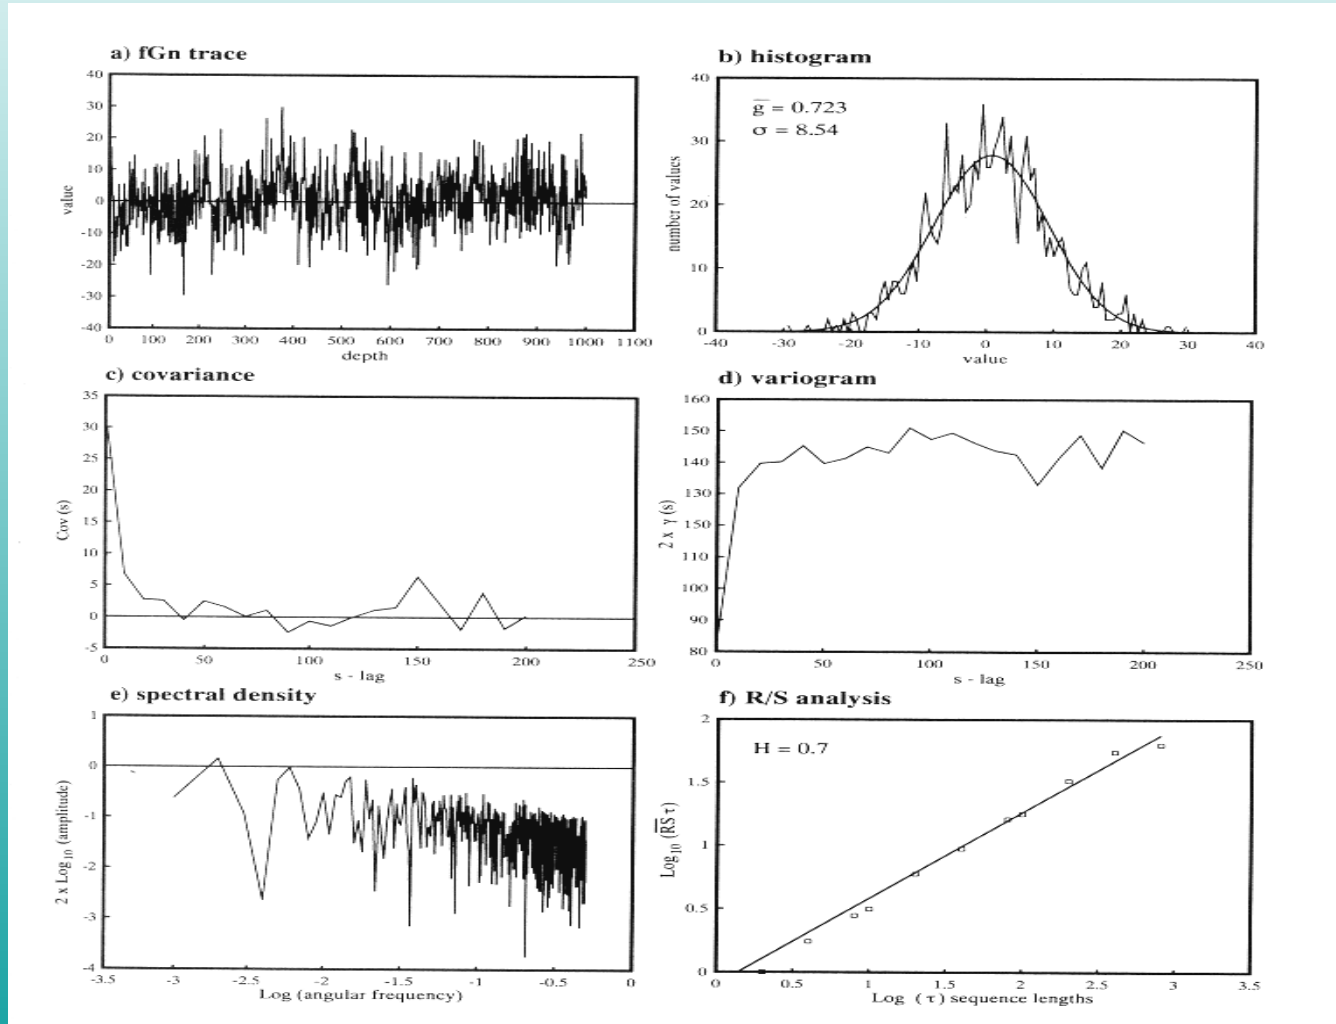 a) fGn trace
40
30
20
10
0
-10
-20
-30
-40
value
0 100 200 300 400 500 600 700 800 900 1000 1100
depth
b) histogram
g = 0.723
σ = 8.54
40
30
20
10
0
number of values
-40 -30 -20 -10 0 10 20 30 40
value
c) covariance
35
30
25
20
15
10
5
0
-5
Cov (s)
0 50 100 150 200 250
s - lag
d) variogram
160
150
140
130
150
110
100
90
80
2 x γ (s)
0 50 100 150 200 250
s - lag
e) spectral density
1
0
-1
-2
-3
-4
2 x Log10 (amplitude)
-3.5 -3 -2.5 -2 -1.5 -1 -0.5 0
Log (angular frequency)
f) R/S analysis
H = 0.7
2
1.5
1
0.5
0
Log10 (RS τ)
0 0.5 1 1.5 2 2.5 3 3.5
Log (τ) sequence lengths